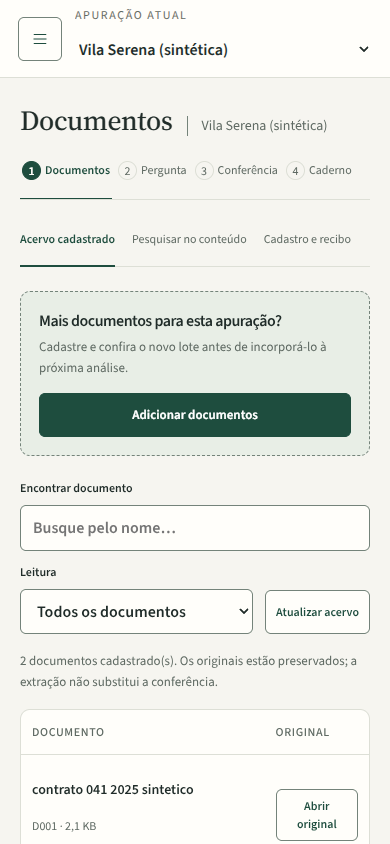 APURAÇÃO ATUAL
Vila Serena (sintética)
Documentos
Vila Serena (sintética)
1 Documentos 2 Pergunta 3 Conferência 4 Caderno
Acervo cadastrado Pesquisar no conteúdo Cadastro e recibo
Mais documentos para esta apuração?
Cadastre e confira o novo lote antes de incorporá-lo à
próxima análise.
Adicionar documentos
Encontrar documento
Busque pelo nome…
Leitura
Todos os documentos
Atualizar acervo
2 documentos cadastrado(s). Os originais estão preservados; a
extração não substitui a conferência.
DOCUMENTO ORIGINAL
contrato 041 2025 sintetico
D001 · 2,1 KB
Abrir
original